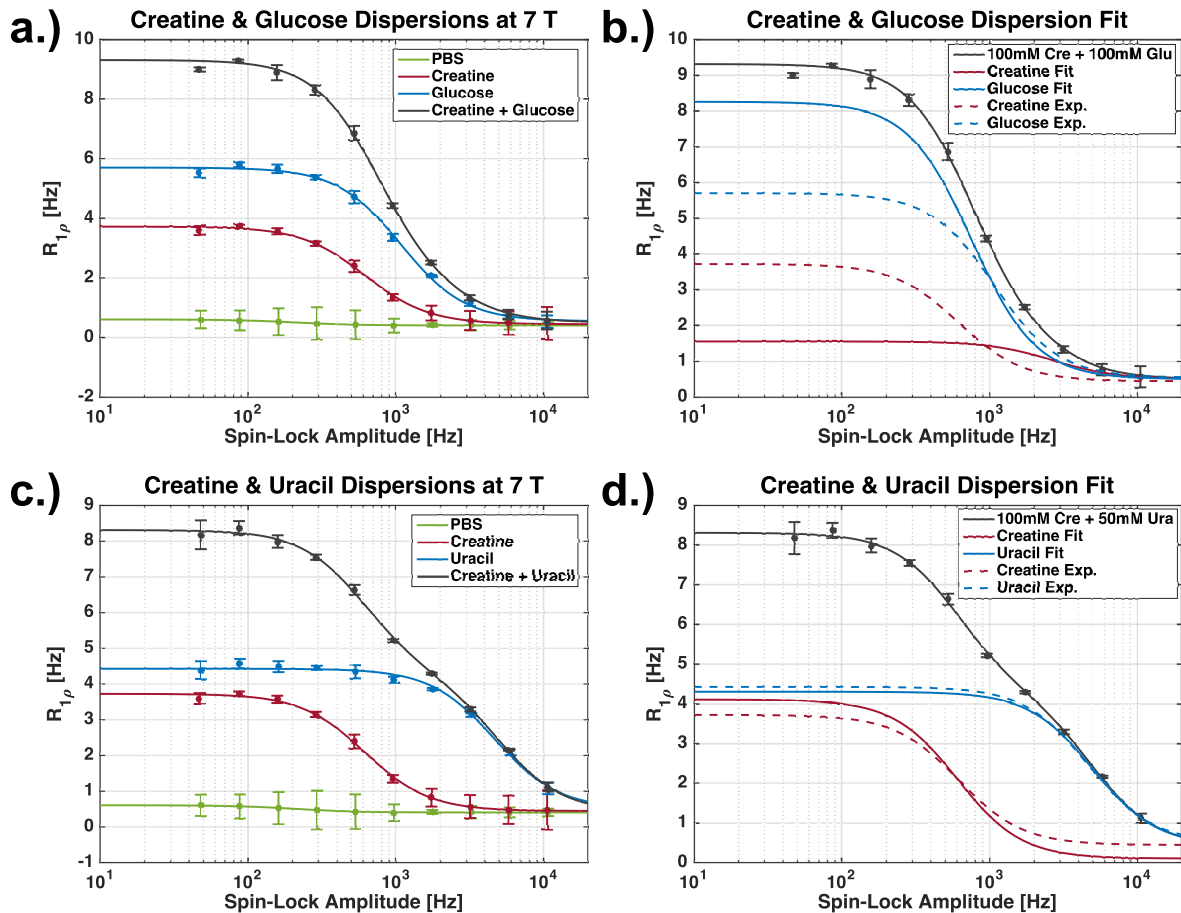 a.)
Creatine & Glucose Dispersions at 7 T
10
8
6
4
2
0
-2
R1ρ [Hz]
PBS
Creatine
Glucose
Creatine + Glucose
10^1
10^2
10^3
10^4
Spin-Lock Amplitude [Hz]
b.)
Creatine & Glucose Dispersion Fit
10
9
8
7
6
5
4
3
2
1
0
R1ρ [Hz]
100mM Cre + 100mM Glu
Creatine Fit
Glucose Fit
Creatine Exp.
Glucose Exp.
10^1
10^2
10^3
10^4
Spin-Lock Amplitude [Hz]
c.)
Creatine & Uracil Dispersions at 7 T
9
8
7
6
5
4
3
2
1
0
-1
R1ρ [Hz]
PBS
Creatine
Uracil
Creatine + Uracil
10^1
10^2
10^3
10^4
Spin-Lock Amplitude [Hz]
d.)
Creatine & Uracil Dispersion Fit
9
8
7
6
5
4
3
2
1
0
R1ρ [Hz]
100mM Cre + 50mM Ura
Creatine Fit
Uracil Fit
Creatine Exp.
Uracil Exp.
10^1
10^2
10^3
10^4
Spin-Lock Amplitude [Hz]